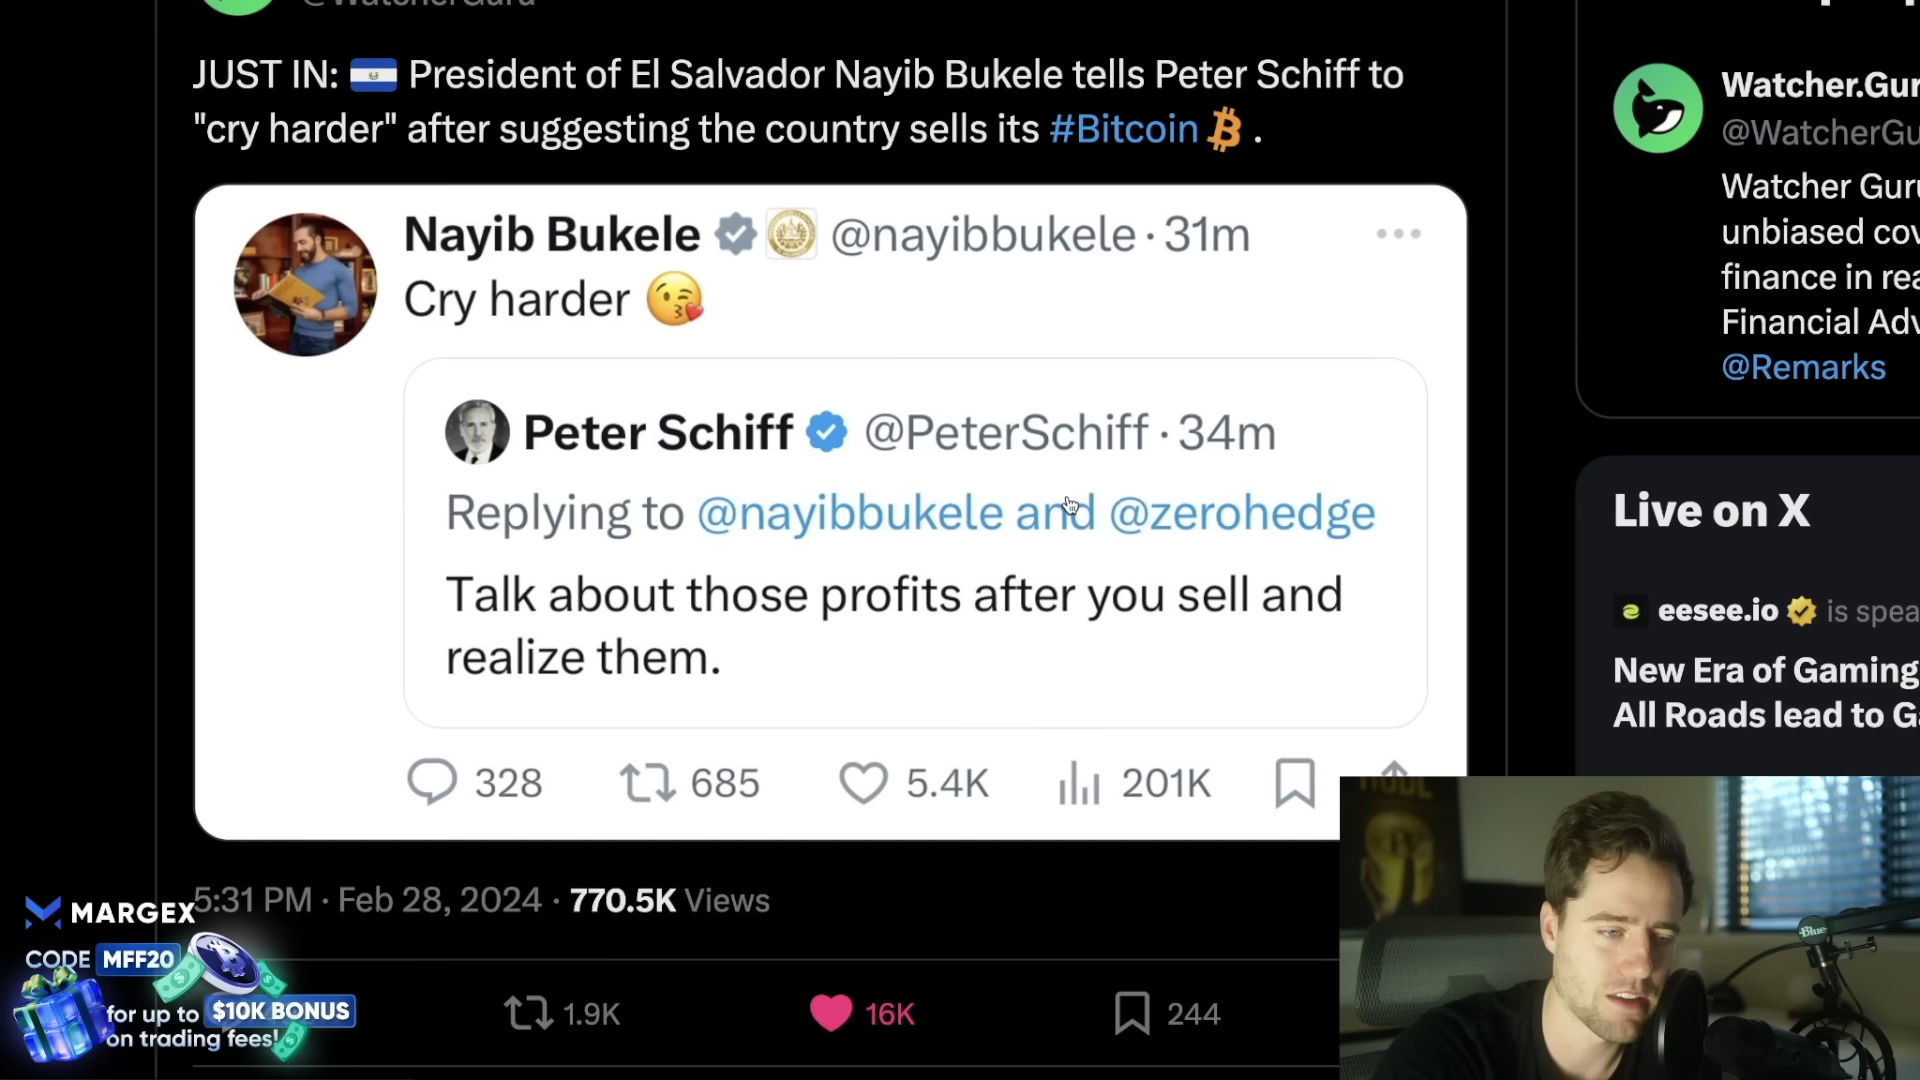 @WatcherGuru
JUST IN: President of El Salvador Nayib Bukele tells Peter Schiff to
"cry harder" after suggesting the country sells its #Bitcoin .
Nayib Bukele @nayibbukele · 31m
Cry harder
Peter Schiff @PeterSchiff · 34m
Replying to @nayibbukele and @zerohedge
Talk about those profits after you sell and
realize them.
328 685 5.4K 201K
5:31 PM · Feb 28, 2024 · 770.5K Views
1.9K 16K 244
MARGEX
CODE MFF20
for up to $10K BONUS
on trading fees!
Watcher.Gur
@WatcherGu
Watcher Guru
unbiased cov
finance in rea
Financial Adv
@Remarks
Live on X
eesee.io is spea
New Era of Gaming
All Roads lead to Ga
Blue